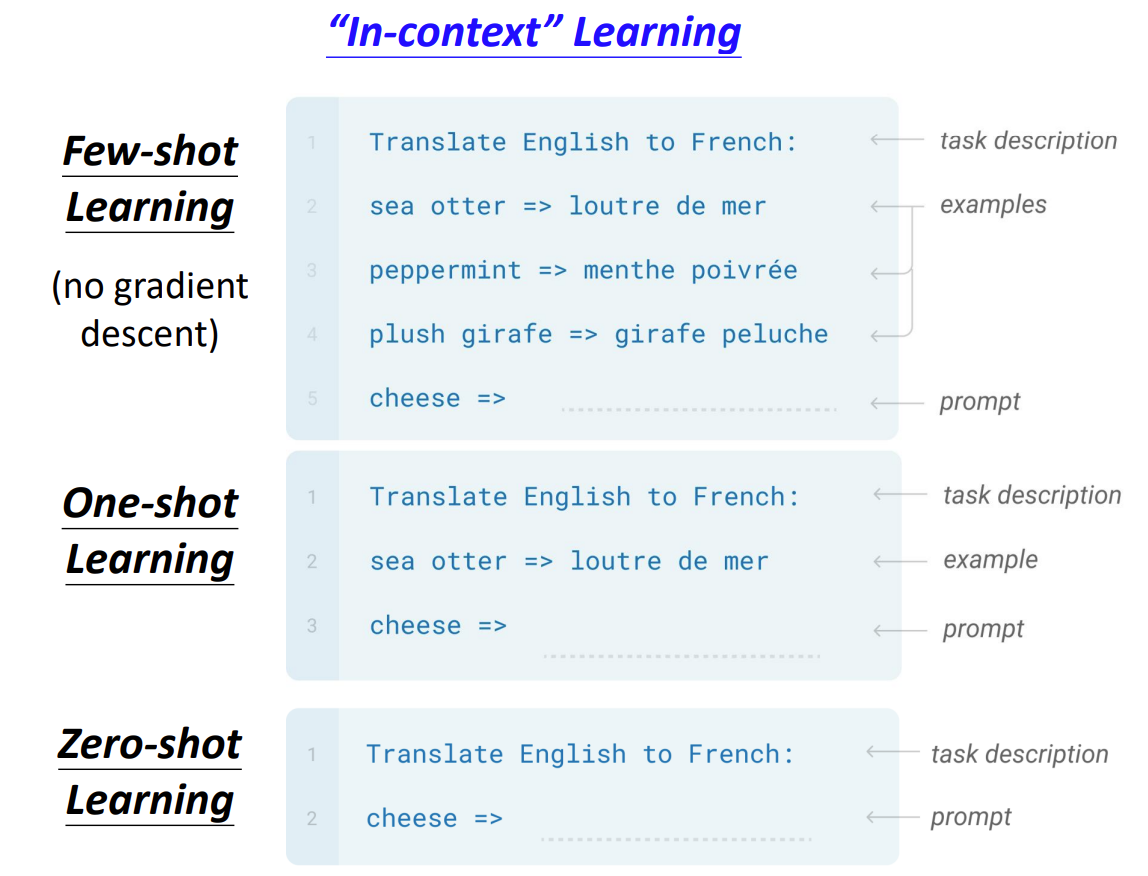 “In-context” Learning
Few-shot
Learning
(no gradient
descent)
1 Translate English to French: task description
2 sea otter => loutre de mer examples
3 peppermint => menthe poivrée
4 plush girafe => girafe peluche
5 cheese => prompt
One-shot
Learning
1 Translate English to French: task description
2 sea otter => loutre de mer example
3 cheese => prompt
Zero-shot
Learning
1 Translate English to French: task description
2 cheese => prompt